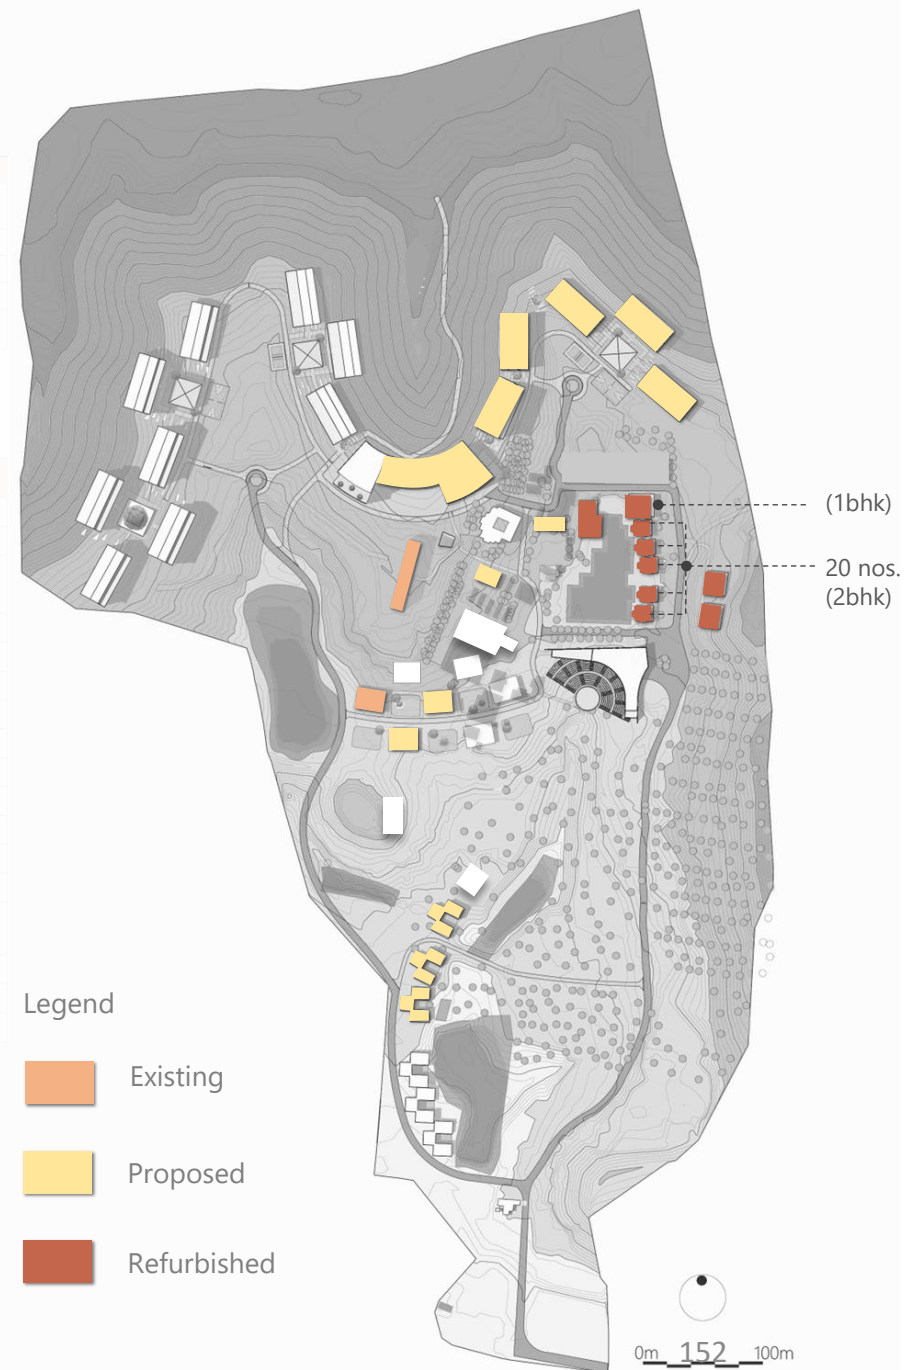 (1bhk)
20 nos.
(2bhk)
Legend
Existing
Proposed
Refurbished
0m 152 100m